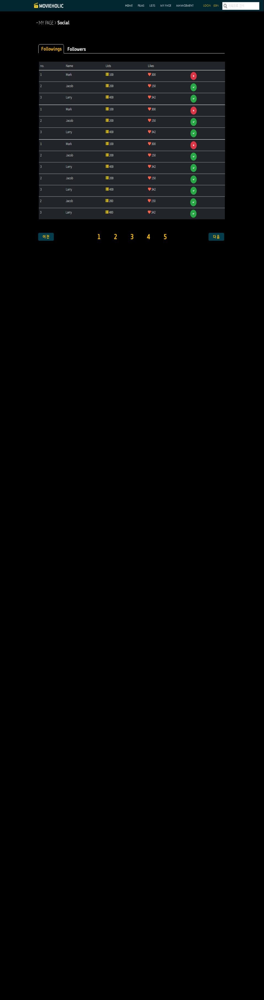 MOVIEHOLIC HOME FILMS LISTS MY PAGE MANAGEMENT LOGIN JOIN 제목으로 검색
· MY PAGE > Social
Followings Followers
no. Name Lists Likes
1 Mark 100 300
2 Jacob 200 150
3 Larry 400 342
1 Mark 100 300
2 Jacob 200 150
3 Larry 400 342
1 Mark 100 300
2 Jacob 200 150
3 Larry 400 342
2 Jacob 200 150
3 Larry 400 342
2 Jacob 200 150
3 Larry 400 342
이전 1 2 3 4 5 다음